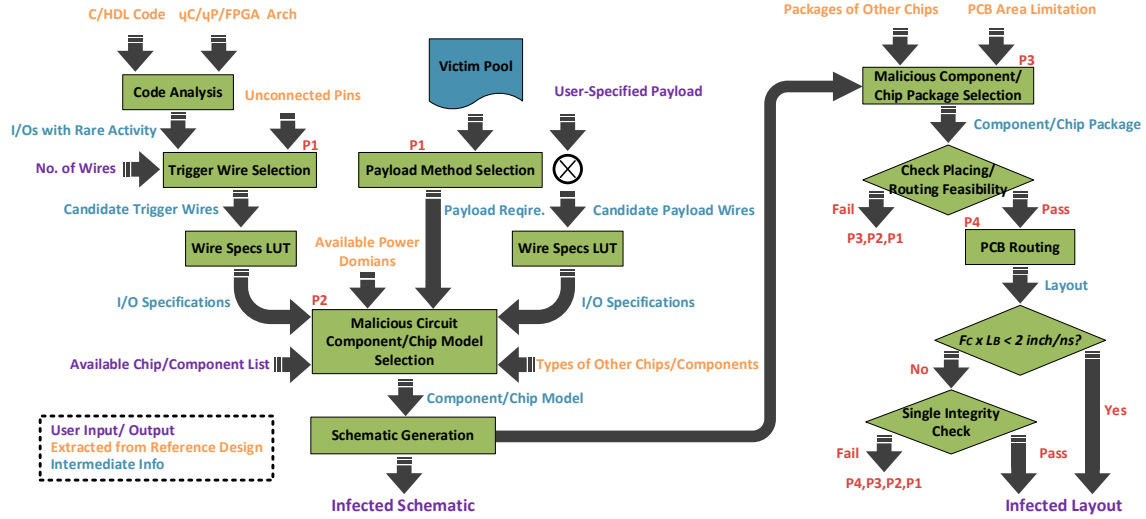 C/HDL Code
μC/μP/FPGA Arch
Code Analysis
Unconnected Pins
I/Os with Rare Activity
P1
No. of Wires
Trigger Wire Selection
Candidate Trigger Wires
Wire Specs LUT
I/O Specifications
Victim Pool
User-Specified Payload
P1
Payload Method Selection
Payload Reqire.
Candidate Payload Wires
Available Power
Domians
Wire Specs LUT
I/O Specifications
P2
Malicious Circuit
Component/Chip Model
Selection
Available Chip/Component List
Types of Other Chips/Components
Component/Chip Model
Schematic Generation
Infected Schematic
User Input/ Output
Extracted from Reference Design
Intermediate Info
Packages of Other Chips
PCB Area Limitation
P3
Malicious Component/
Chip Package Selection
Component/Chip Package
Check Placing/
Routing Feasibility
Fail
Pass
P3,P2,P1
P4
PCB Routing
Layout
Fc x LB < 2 inch/ns?
No
Yes
Single Integrity
Check
Fail
Pass
P4,P3,P2,P1
Infected Layout